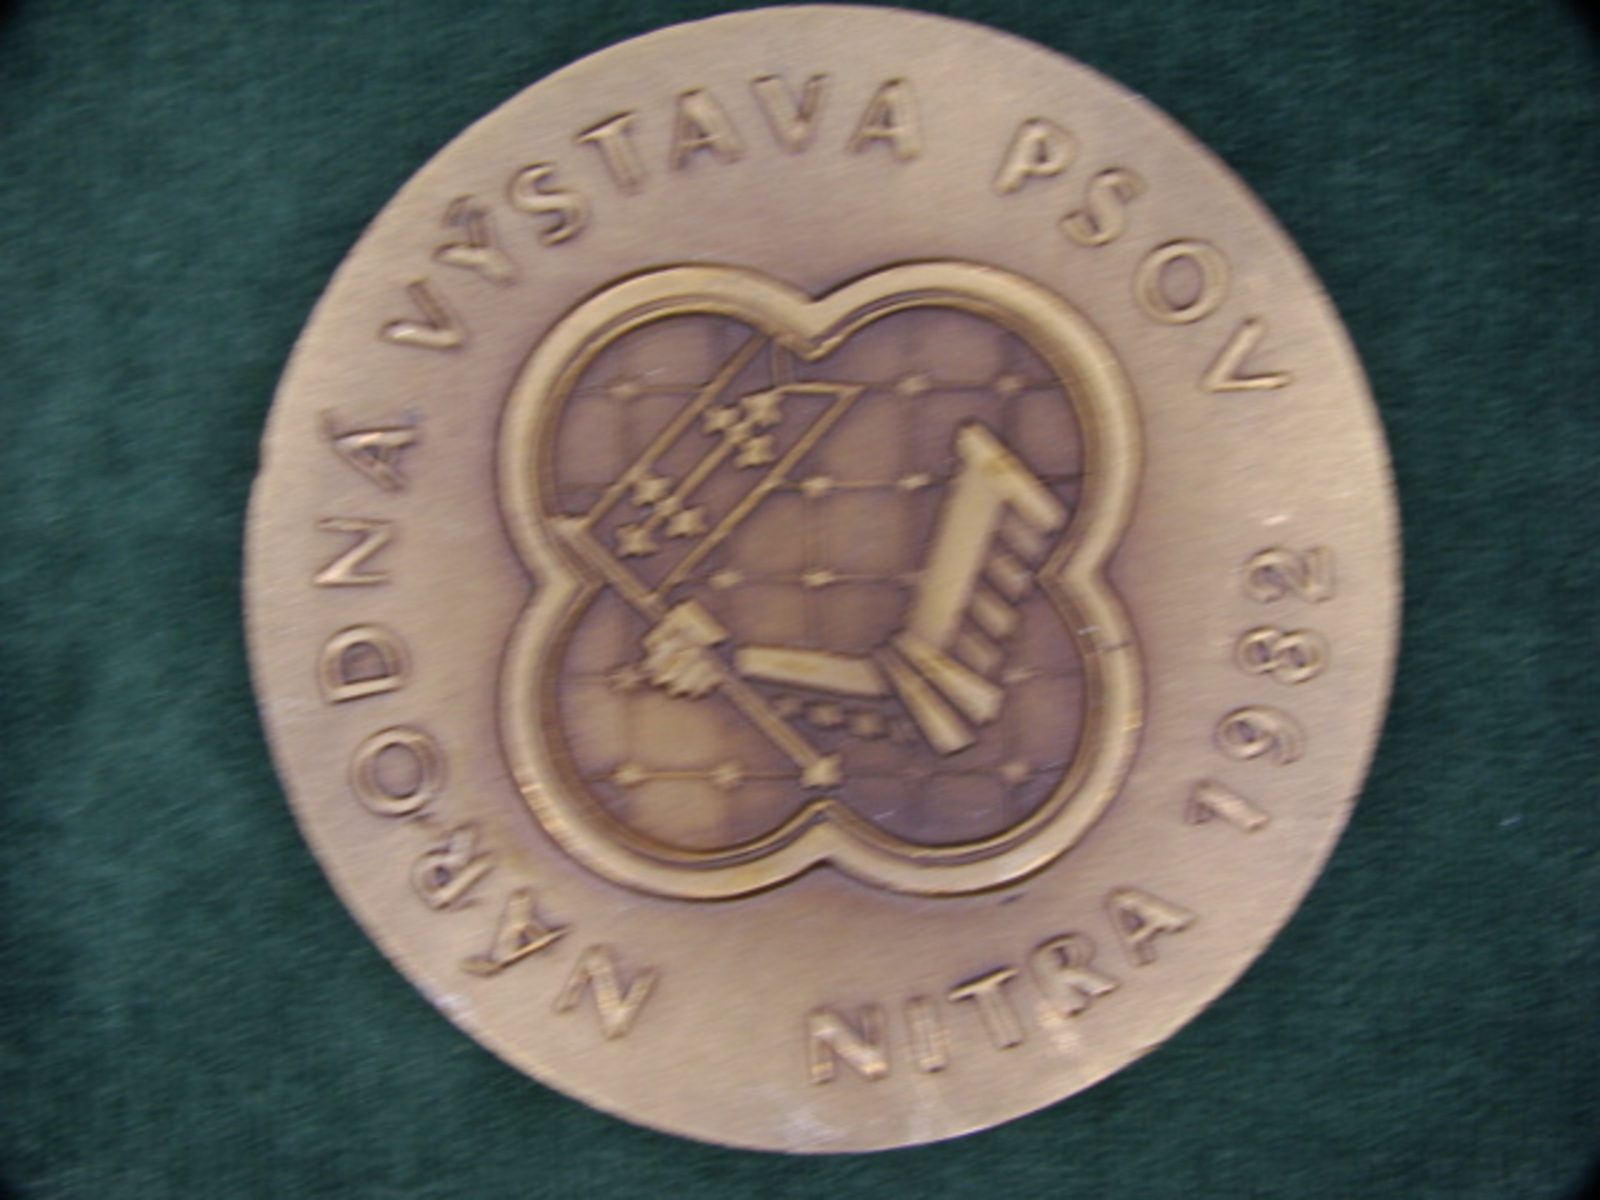 NÁRODNÁ VÝSTAVA PSOV
NITRA 1982